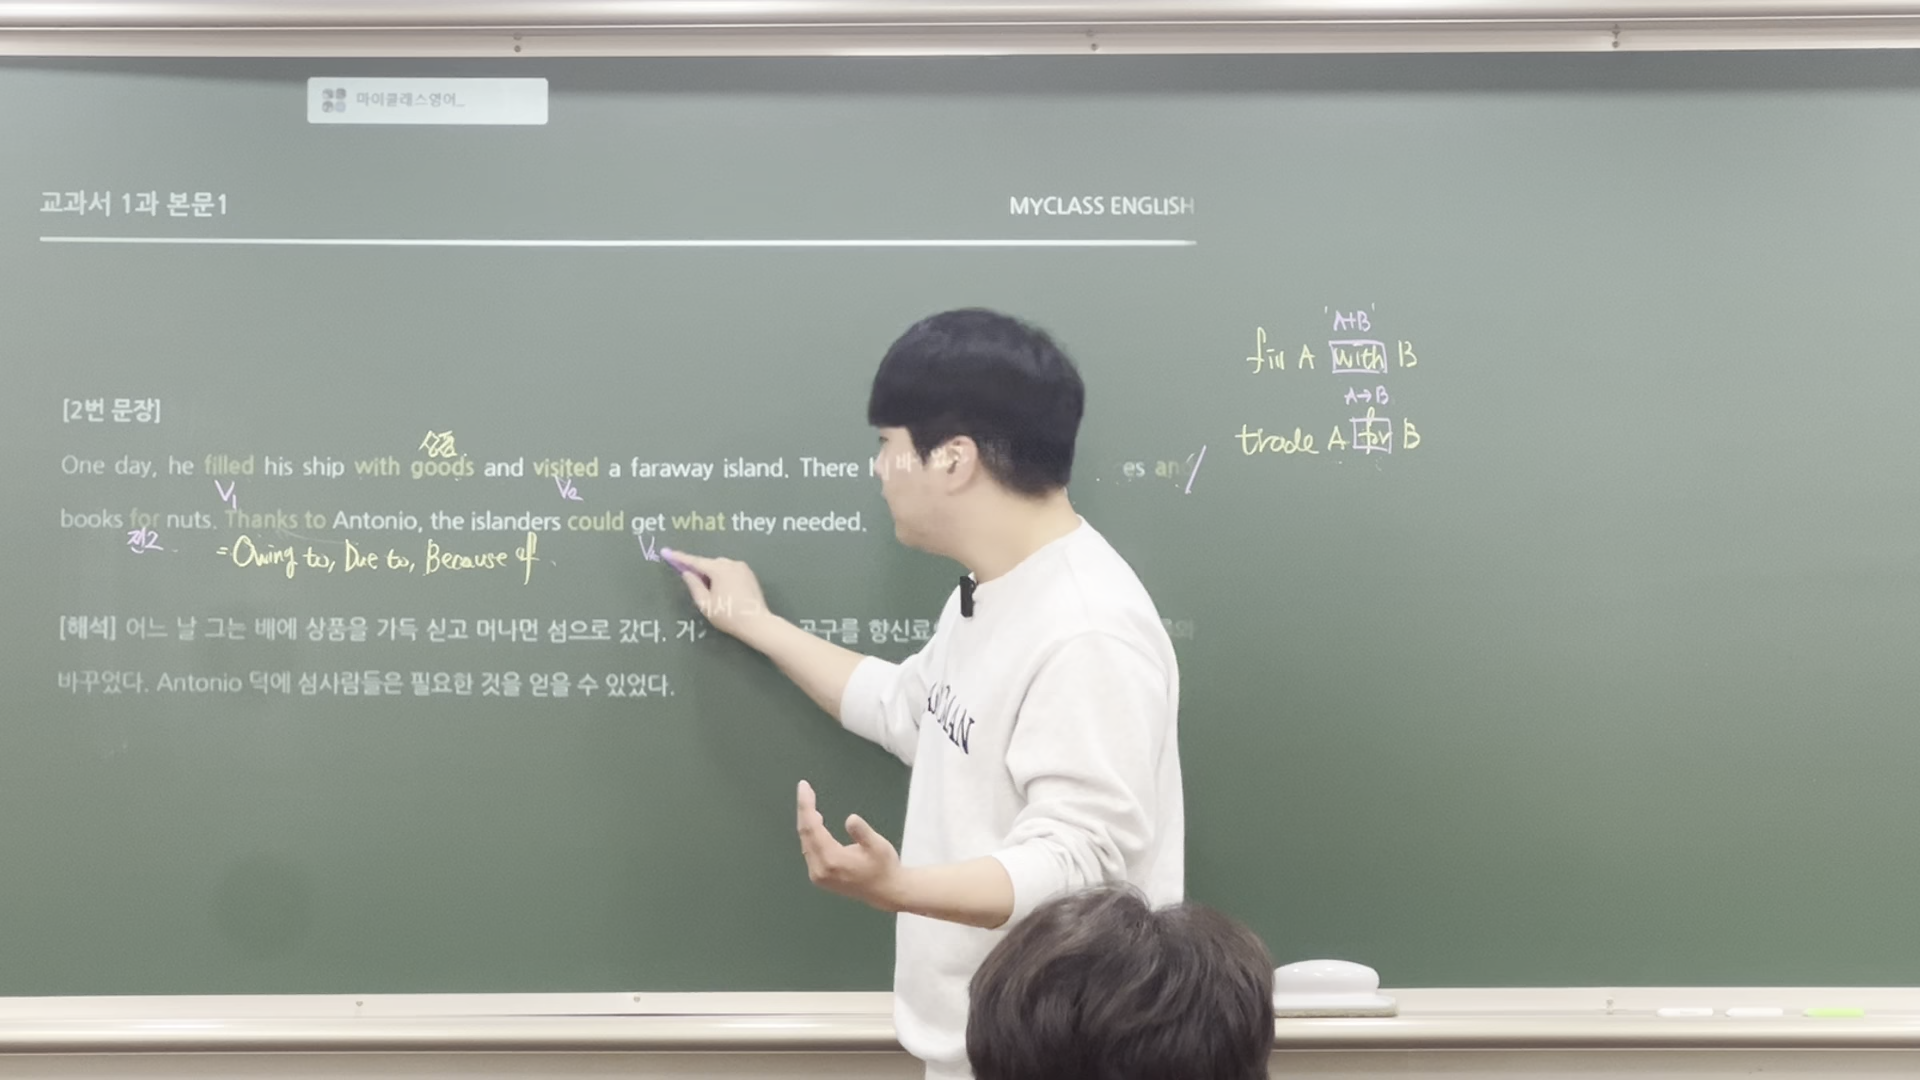 마이클래스영어_
교과서 1과 본문1
MYCLASS ENGLISH
'A+B'
fill A with B
A→B
trade A for B
[2번 문장]
상품
One day, he filled his ship with goods and visited a faraway island. There es an
V1 V2
books for nuts. Thanks to Antonio, the islanders could get what they needed.
전2
= Owing to, Due to, Because of.
[해석] 어느 날 그는 배에 상품을 가득 싣고 머나먼 섬으로 갔다. 공구를
바꾸었다. Antonio 덕에 섬사람들은 필요한 것을 얻을 수 있었다.